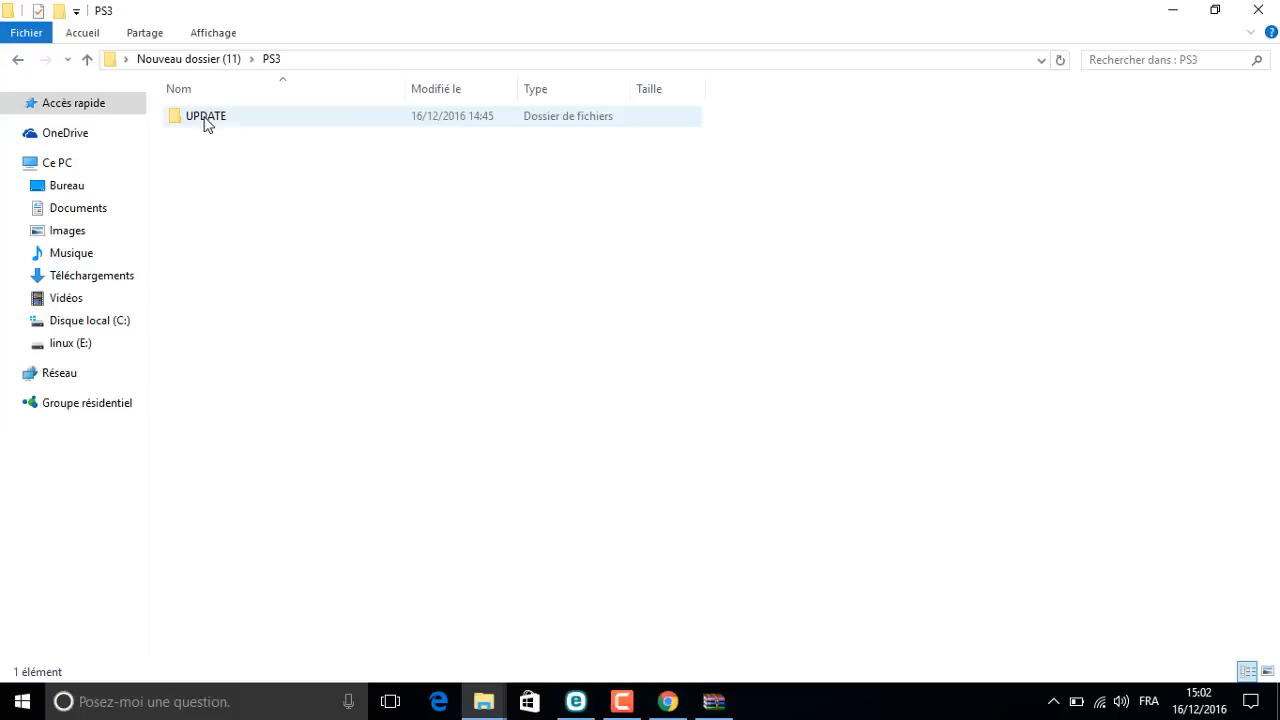 PS3
Fichier Accueil Partage Affichage
Nouveau dossier (11) PS3 Rechercher dans : PS3
Nom Modifié le Type Taille
UPDATE 16/12/2016 14:45 Dossier de fichiers
Accès rapide
OneDrive
Ce PC
Bureau
Documents
Images
Musique
Téléchargements
Vidéos
Disque local (C:)
linux (E:)
Réseau
Groupe résidentiel
1 élément
Posez-moi une question. FRA 15:02
16/12/2016